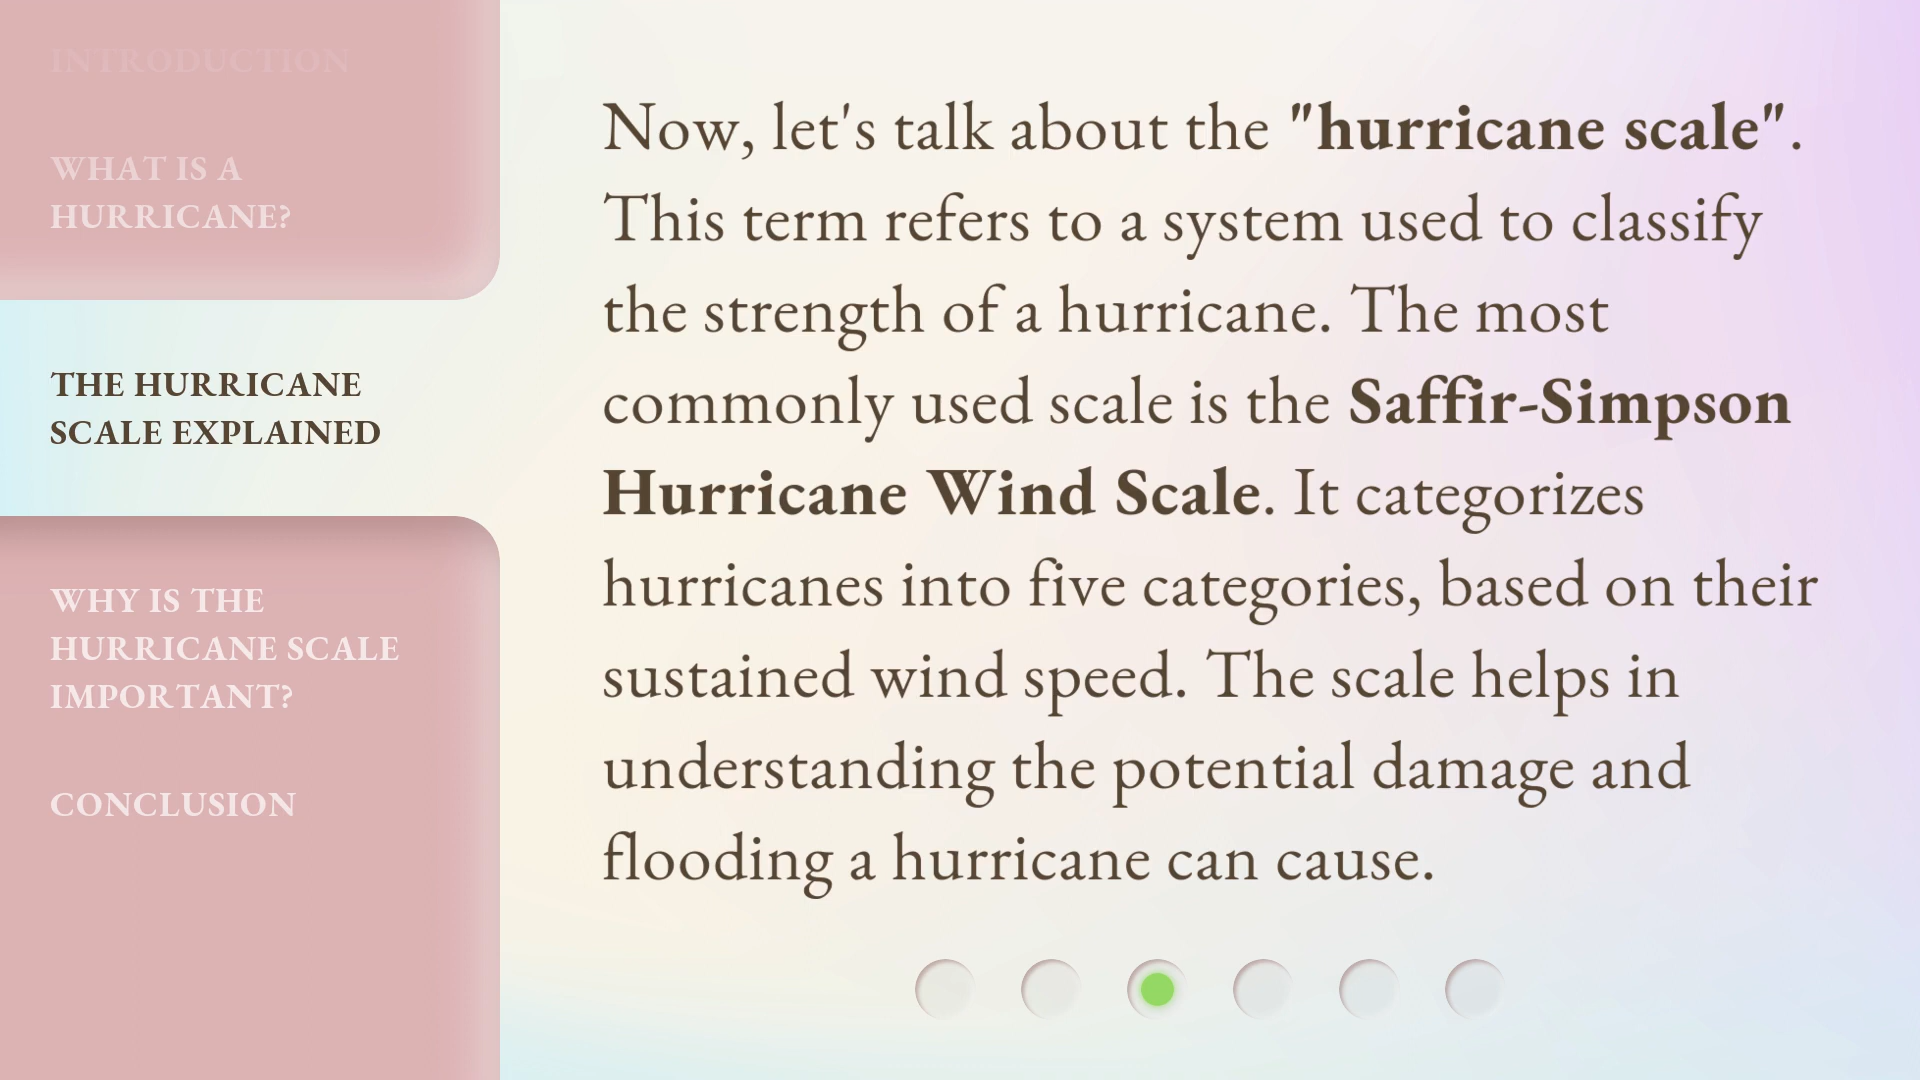 INTRODUCTION
WHAT IS A
HURRICANE?
THE HURRICANE
SCALE EXPLAINED
WHY IS THE
HURRICANE SCALE
IMPORTANT?
CONCLUSION
Now, let's talk about the "hurricane scale".
This term refers to a system used to classify
the strength of a hurricane. The most
commonly used scale is the Saffir-Simpson
Hurricane Wind Scale. It categorizes
hurricanes into five categories, based on their
sustained wind speed. The scale helps in
understanding the potential damage and
flooding a hurricane can cause.